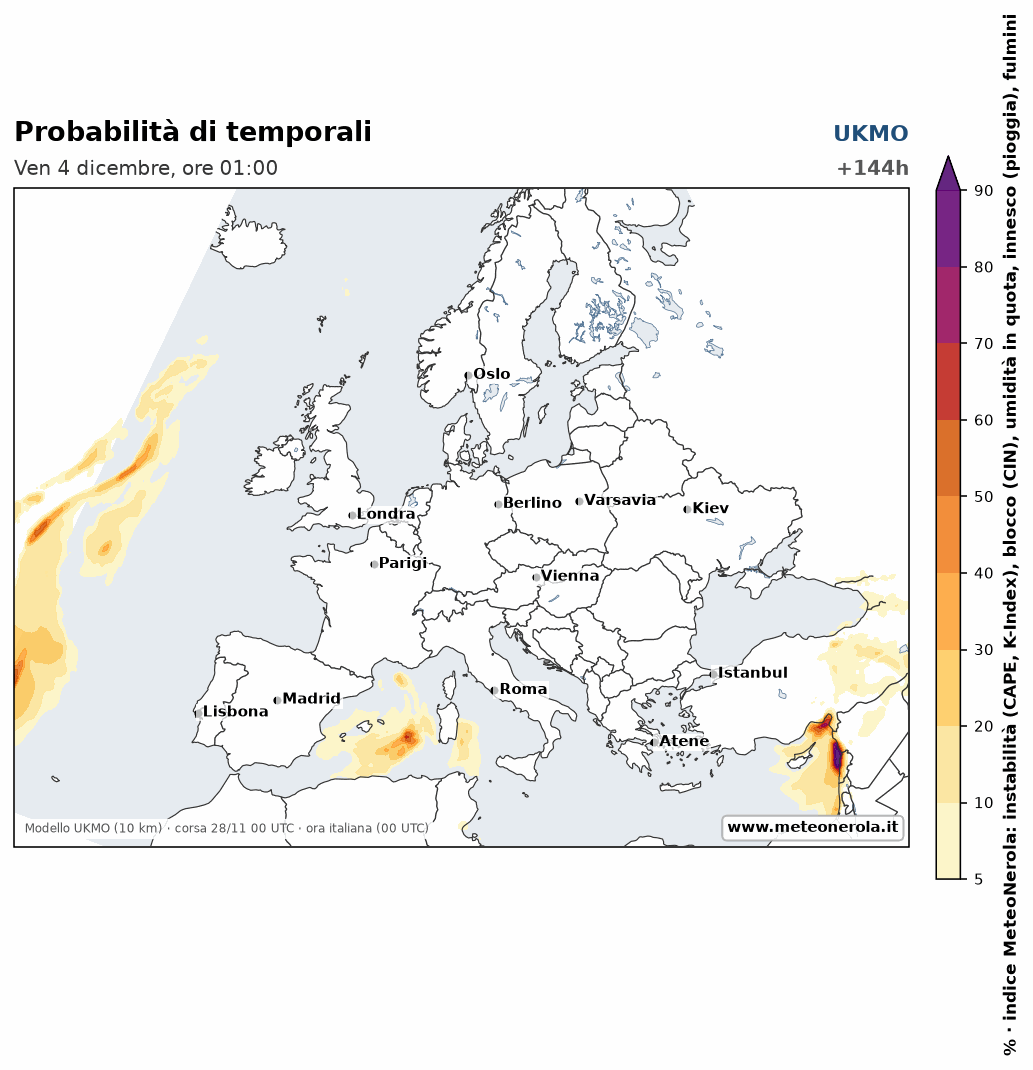 Probabilità di temporali
UKMO
Ven 4 dicembre, ore 01:00
+144h
Oslo
Berlino
Varsavia
Kiev
Londra
Parigi
Vienna
Istanbul
Roma
Madrid
Lisbona
Atene
Modello UKMO (10 km) · corsa 28/11 00 UTC · ora italiana (00 UTC)
www.meteonerola.it
90
80
70
60
50
40
30
20
10
5
% · indice MeteoNerola: instabilità (CAPE, K-Index), blocco (CIN), umidità in quota, innesco (pioggia), fulmini